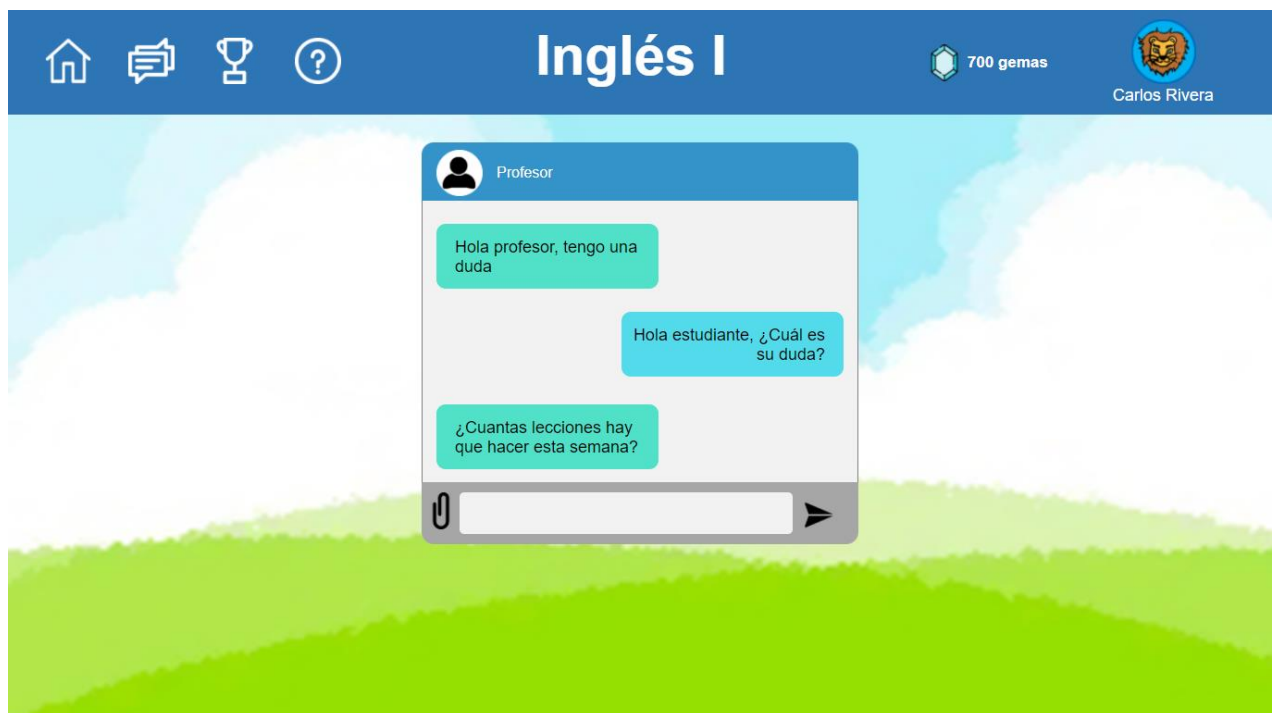 Inglés I
700 gemas
Carlos Rivera
Profesor
Hola profesor, tengo una
duda
Hola estudiante, ¿Cuál es
su duda?
¿Cuantas lecciones hay
que hacer esta semana?